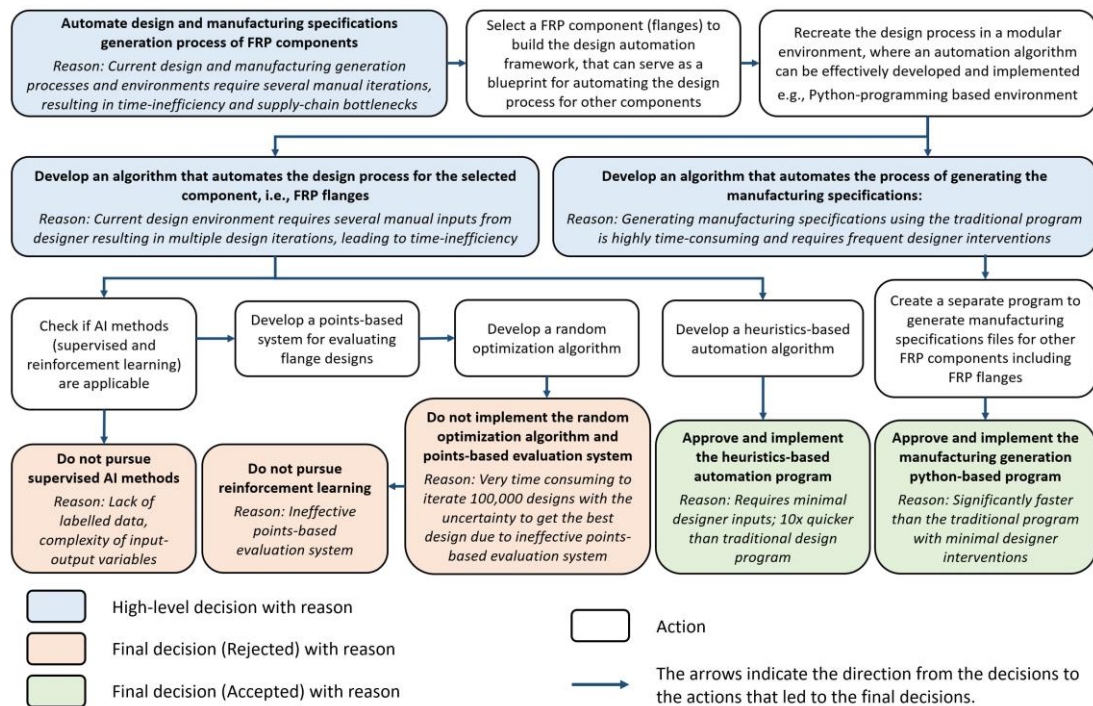 Automate design and manufacturing specifications
generation process of FRP components
Reason: Current design and manufacturing generation
processes and environments require several manual iterations,
resulting in time-inefficiency and supply-chain bottlenecks
Select a FRP component (flanges) to
build the design automation
framework, that can serve as a
blueprint for automating the design
process for other components
Recreate the design process in a modular
environment, where an automation algorithm
can be effectively developed and implemented
e.g., Python-programming based environment
Develop an algorithm that automates the design process for the selected
component, i.e., FRP flanges
Reason: Current design environment requires several manual inputs from
designer resulting in multiple design iterations, leading to time-inefficiency
Develop an algorithm that automates the process of generating the
manufacturing specifications:
Reason: Generating manufacturing specifications using the traditional program
is highly time-consuming and requires frequent designer interventions
Check if AI methods
(supervised and
reinforcement learning)
are applicable
Develop a points-based
system for evaluating
flange designs
Develop a random
optimization algorithm
Develop a heuristics-based
automation algorithm
Create a separate program to
generate manufacturing
specifications files for other
FRP components including
FRP flanges
Do not pursue
supervised AI methods
Reason: Lack of
labelled data,
complexity of input-
output variables
Do not pursue
reinforcement learning
Reason: Ineffective
points-based
evaluation system
Do not implement the random
optimization algorithm and
points-based evaluation system
Reason: Very time consuming to
iterate 100,000 designs with the
uncertainty to get the best
design due to ineffective points-
based evaluation system
Approve and implement
the heuristics-based
automation program
Reason: Requires minimal
designer inputs; 10x quicker
than traditional design
program
Approve and implement the
manufacturing generation
python-based program
Reason: Significantly faster
than the traditional program
with minimal designer
interventions
High-level decision with reason
Final decision (Rejected) with reason
Final decision (Accepted) with reason
Action
The arrows indicate the direction from the decisions to
the actions that led to the final decisions.